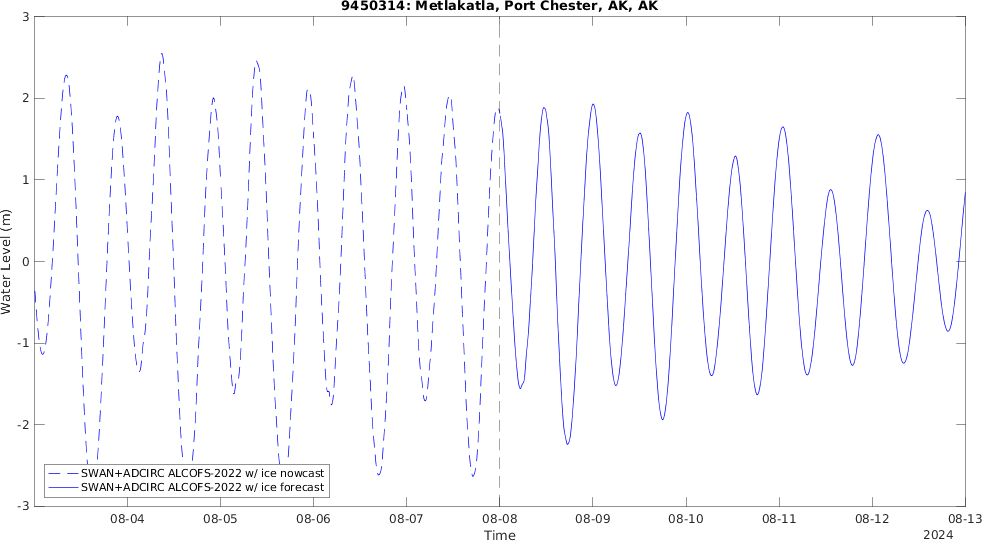 9450314: Metlakatla, Port Chester, AK, AK
3
2
1
0
-1
-2
-3
Water Level (m)
SWAN+ADCIRC ALCOFS-2022 w/ ice nowcast
SWAN+ADCIRC ALCOFS-2022 w/ ice forecast
08-04 08-05 08-06 08-07 08-08 08-09 08-10 08-11 08-12 08-13
Time
2024